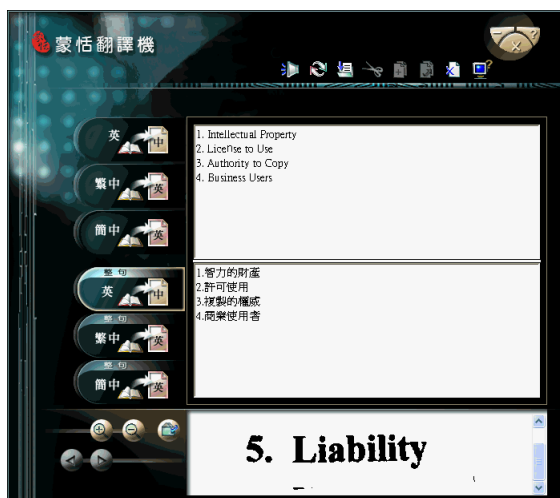 蒙恬翻譯機
英 中
繁中 英
簡中 英
整句
英 中
整句
繁中 英
整句
簡中 英
1. Intellectual Property
2. License to Use
3. Authority to Copy
4. Business Users
1.智力的財產
2.許可使用
3.複製的權威
4.商業使用者
5. Liability